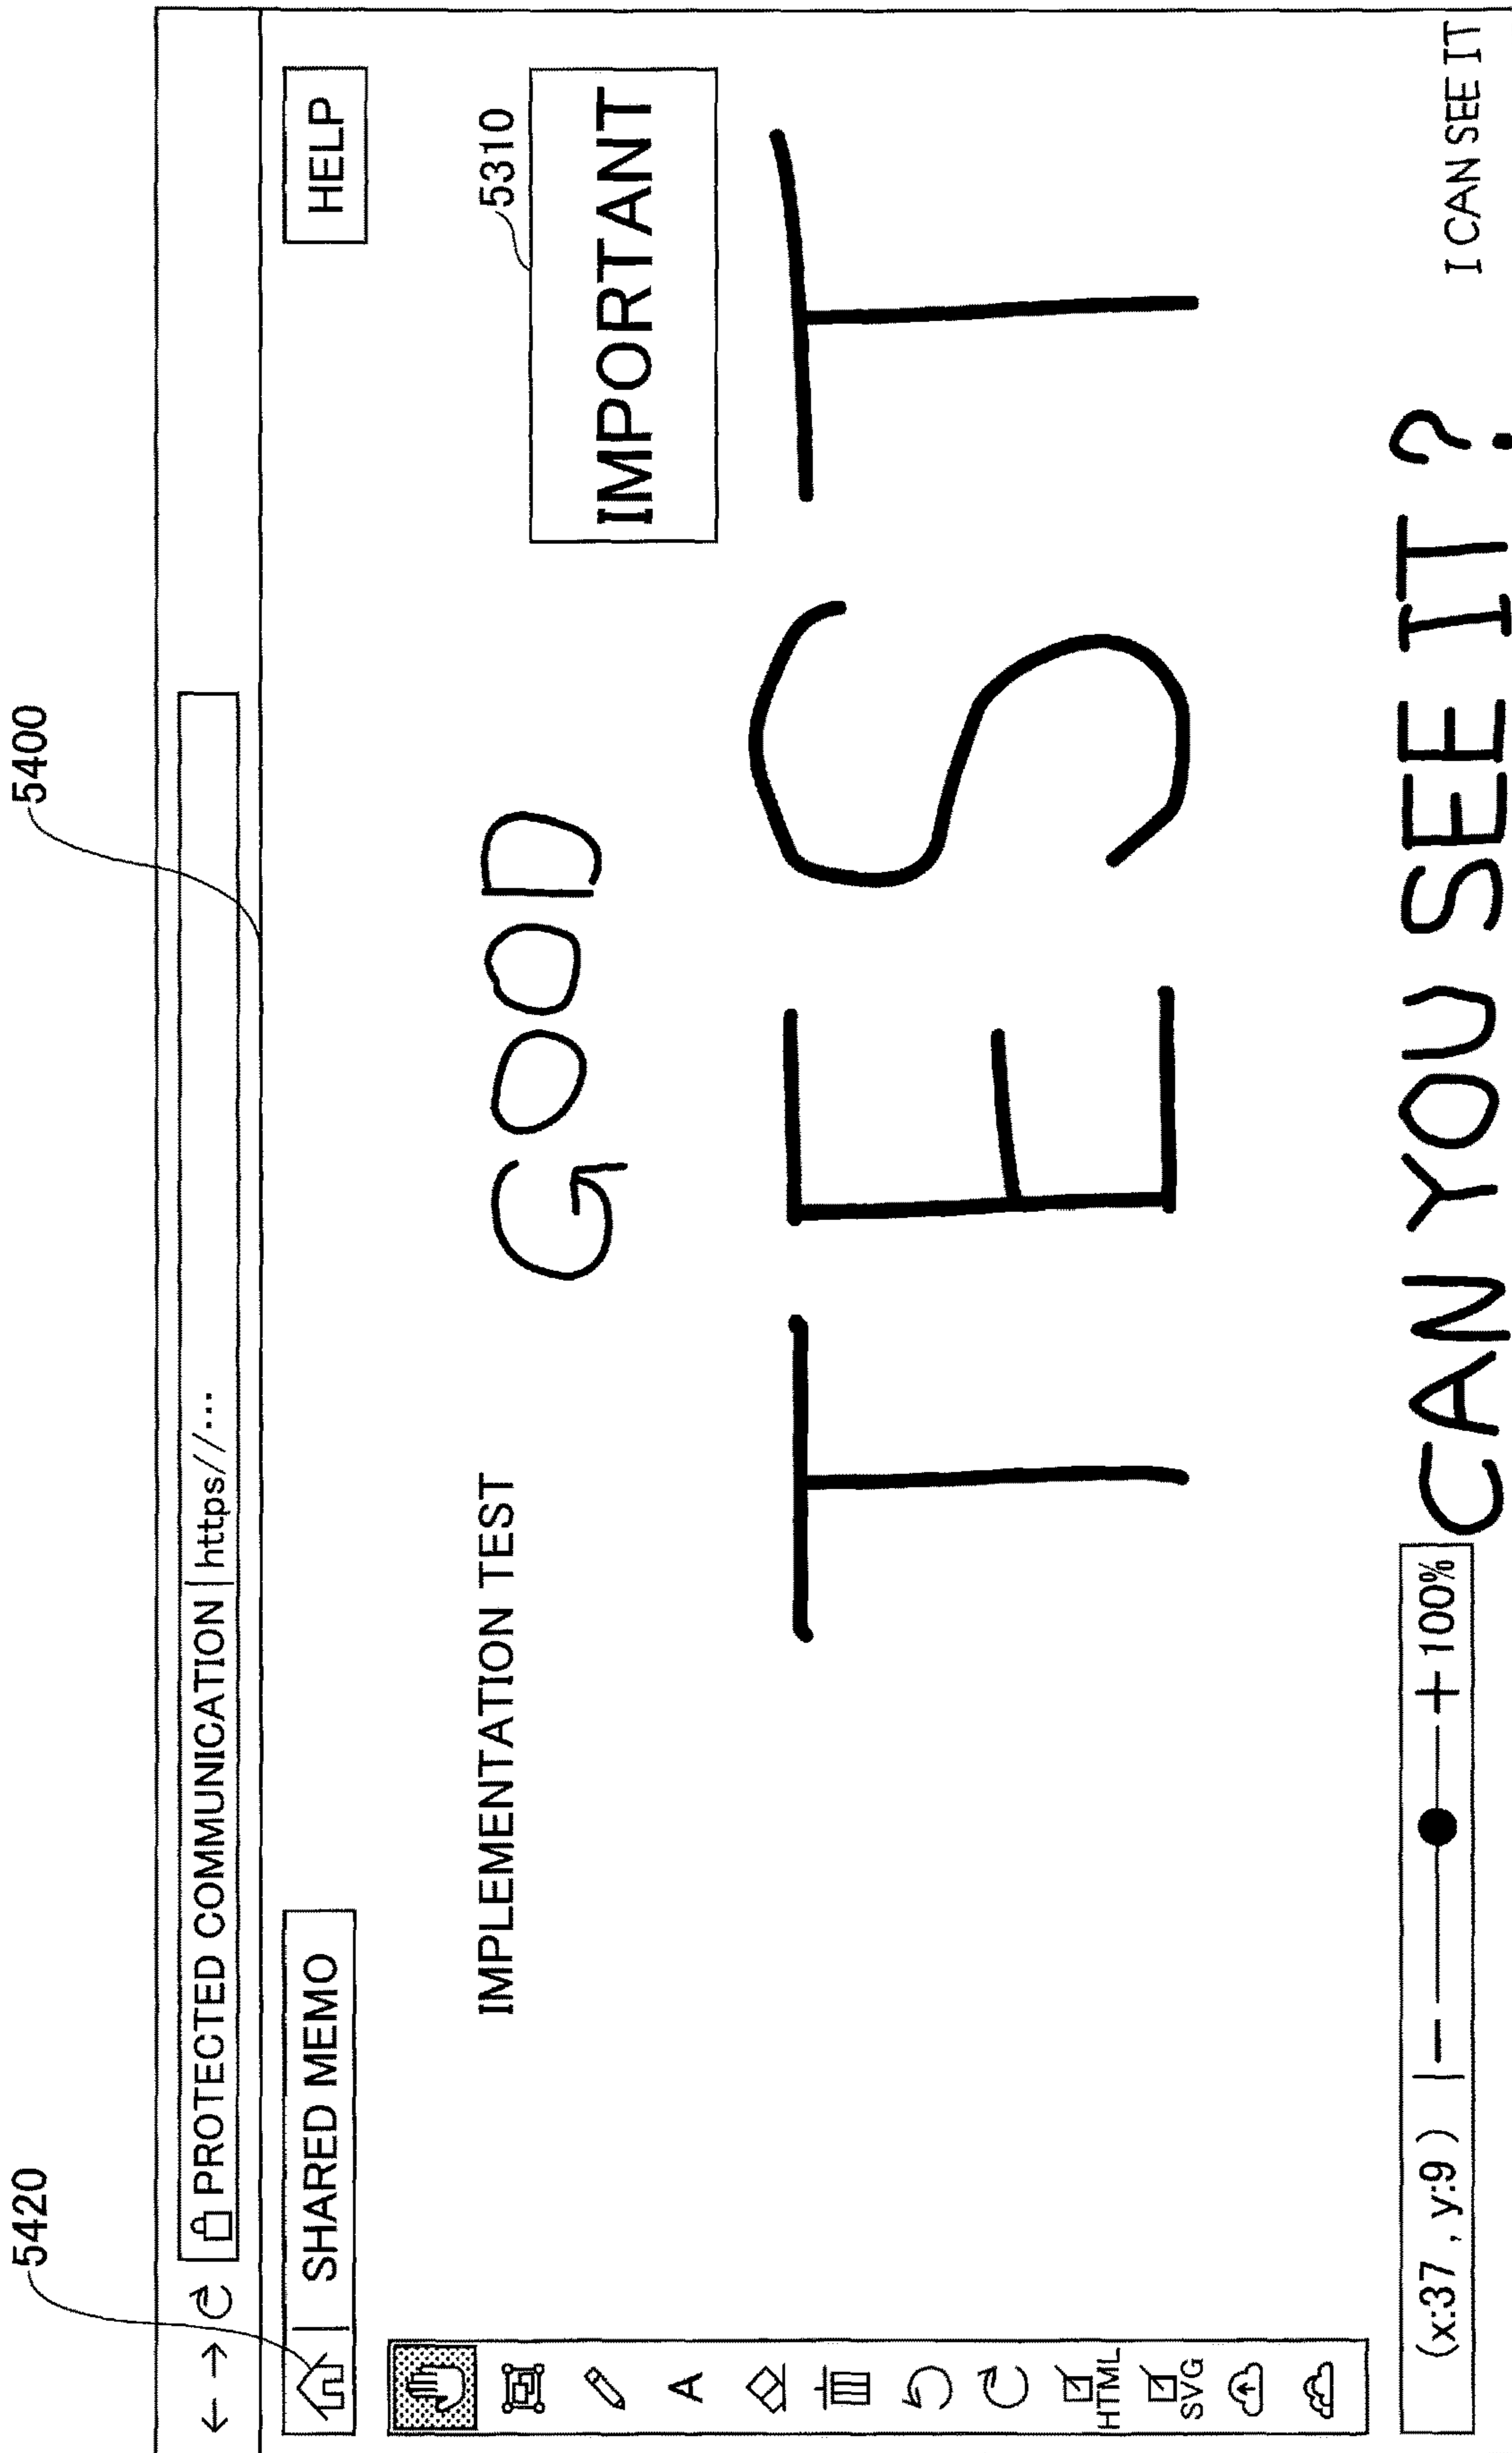 5400
5420
PROTECTED COMMUNICATION | https//···
SHARED MEMO
HELP
5310
IMPLEMENTATION TEST
GOOD
IMPORTANT
TEST
A
HTML
SVG
(x:37 , y:9 ) | − + 100%
CAN YOU SEE IT ?
I CAN SEE IT